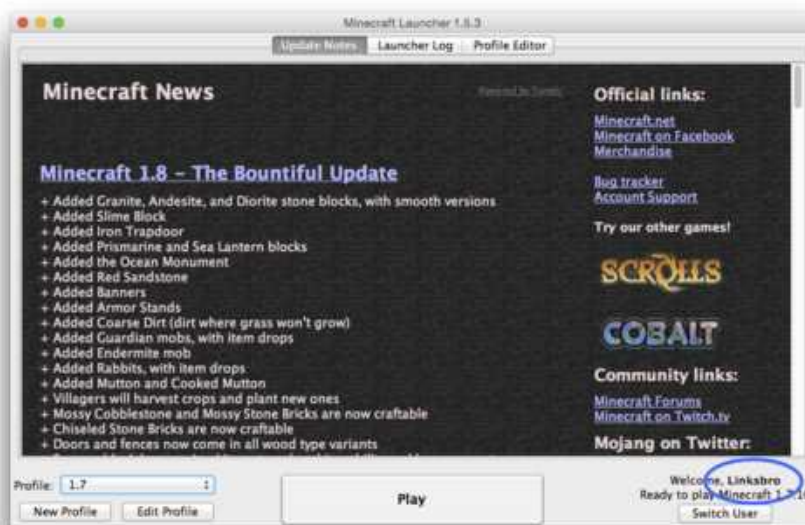 Minecraft Launcher 1.5.3
Update Notes Launcher Log Profile Editor
Minecraft News
Powered by Tumblr
Minecraft 1.8 – The Bountiful Update
+ Added Granite, Andesite, and Diorite stone blocks, with smooth versions
+ Added Slime Block
+ Added Iron Trapdoor
+ Added Prismarine and Sea Lantern blocks
+ Added the Ocean Monument
+ Added Red Sandstone
+ Added Banners
+ Added Armor Stands
+ Added Coarse Dirt (dirt where grass won't grow)
+ Added Guardian mobs, with item drops
+ Added Endermite mob
+ Added Rabbits, with item drops
+ Added Mutton and Cooked Mutton
+ Villagers will harvest crops and plant new ones
+ Mossy Cobblestone and Mossy Stone Bricks are now craftable
+ Chiseled Stone Bricks are now craftable
+ Doors and fences now come in all wood type variants
Official links:
Minecraft.net
Minecraft on Facebook
Merchandise
Bug tracker
Account Support
Try our other games!
SCROLLS
COBALT
Community links:
Minecraft Forums
Minecraft on Twitch.tv
Mojang on Twitter:
Profile: 1.7
New Profile Edit Profile
Play
Welcome, Linksbro
Ready to play Minecraft 1.7.10
Switch User